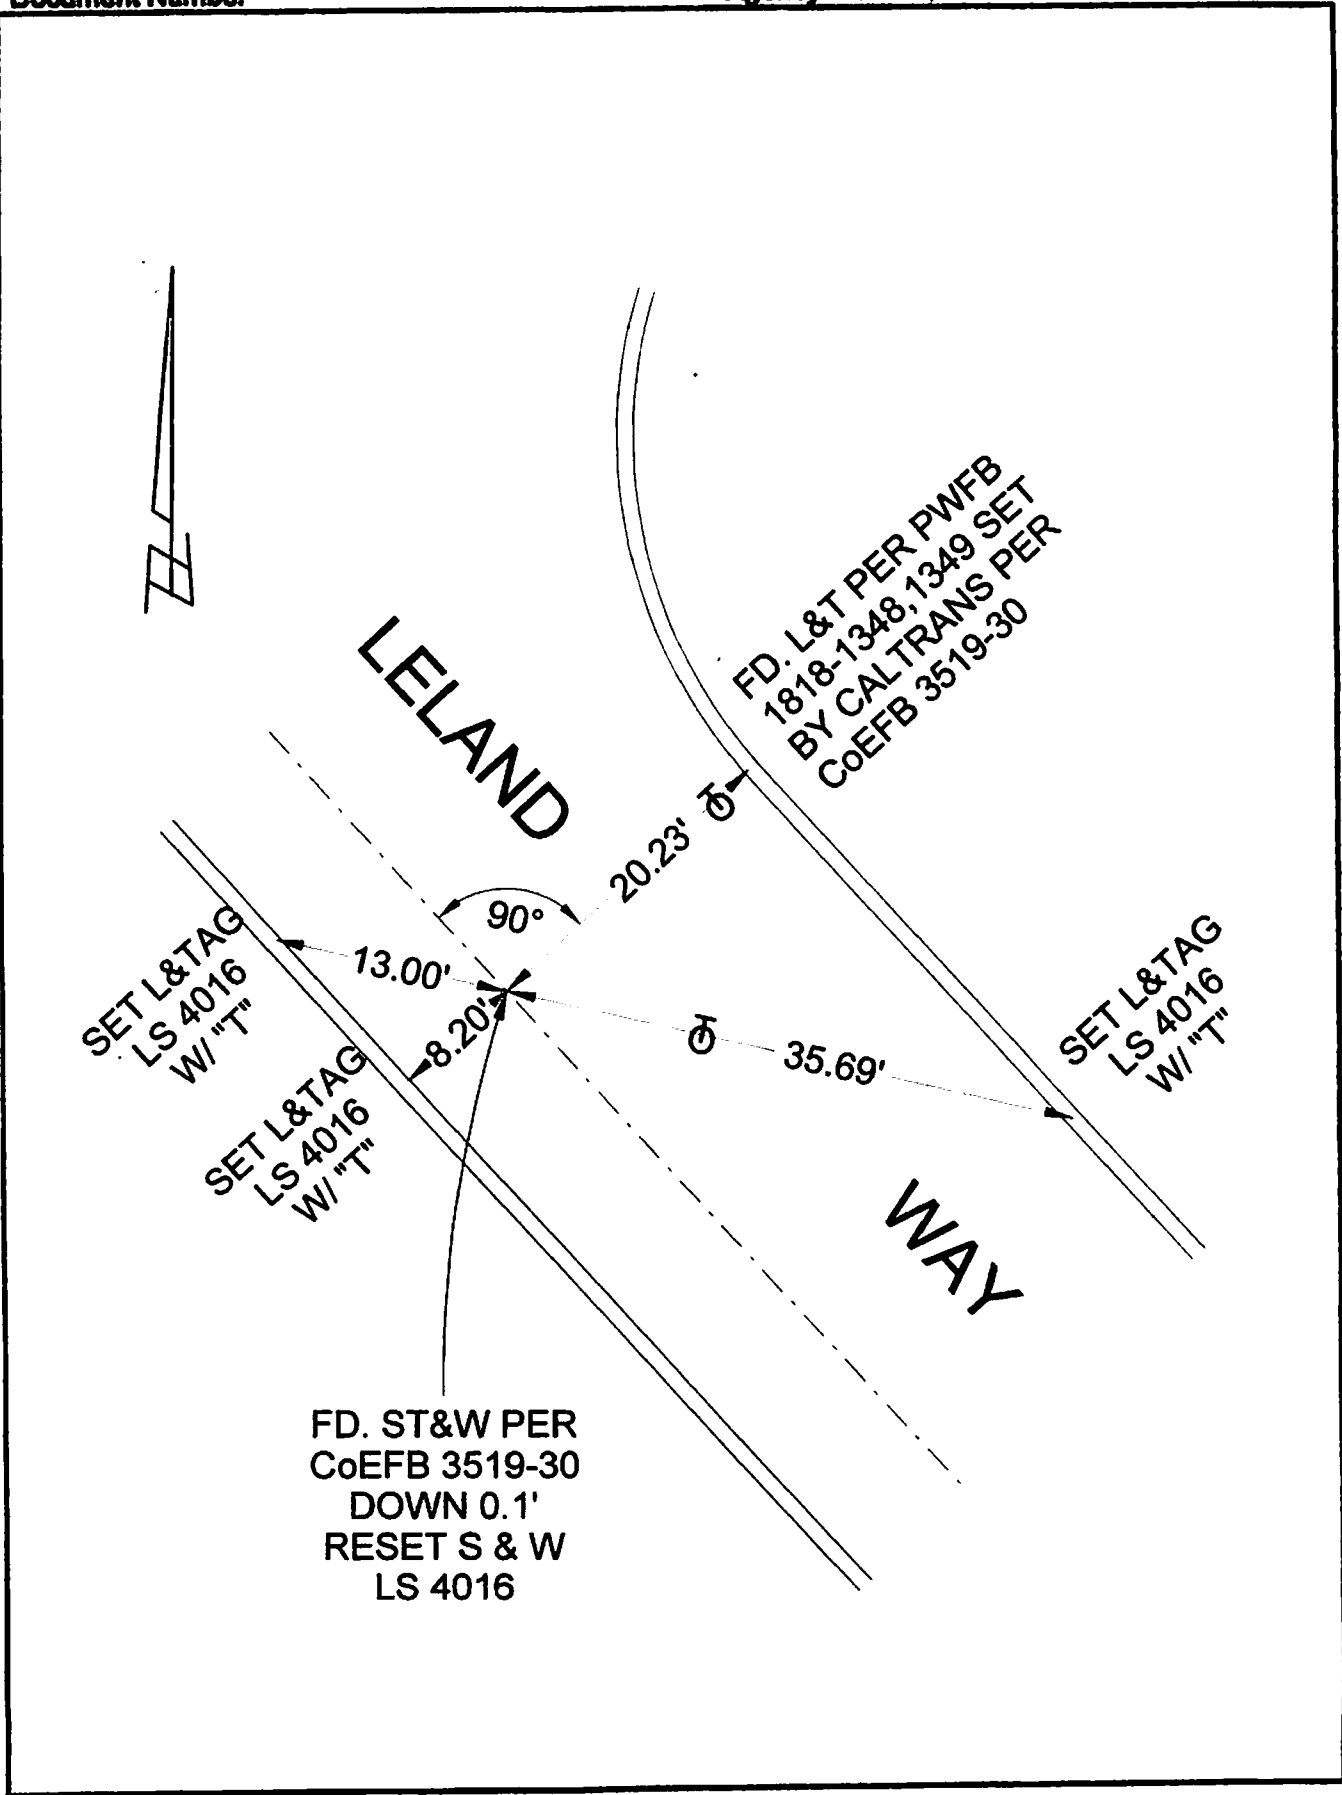 Document Number
LELAND
WAY
FD. L&T PER PWFB
1818-1348,1349 SET
BY CALTRANS PER
CoEFB 3519-30
20.23'
90°
13.00'
8.20'
35.69'
SET L&TAG
LS 4016
W/ "T"
SET L&TAG
LS 4016
W/ "T"
SET L&TAG
LS 4016
W/ "T"
FD. ST&W PER
CoEFB 3519-30
DOWN 0.1'
RESET S & W
LS 4016